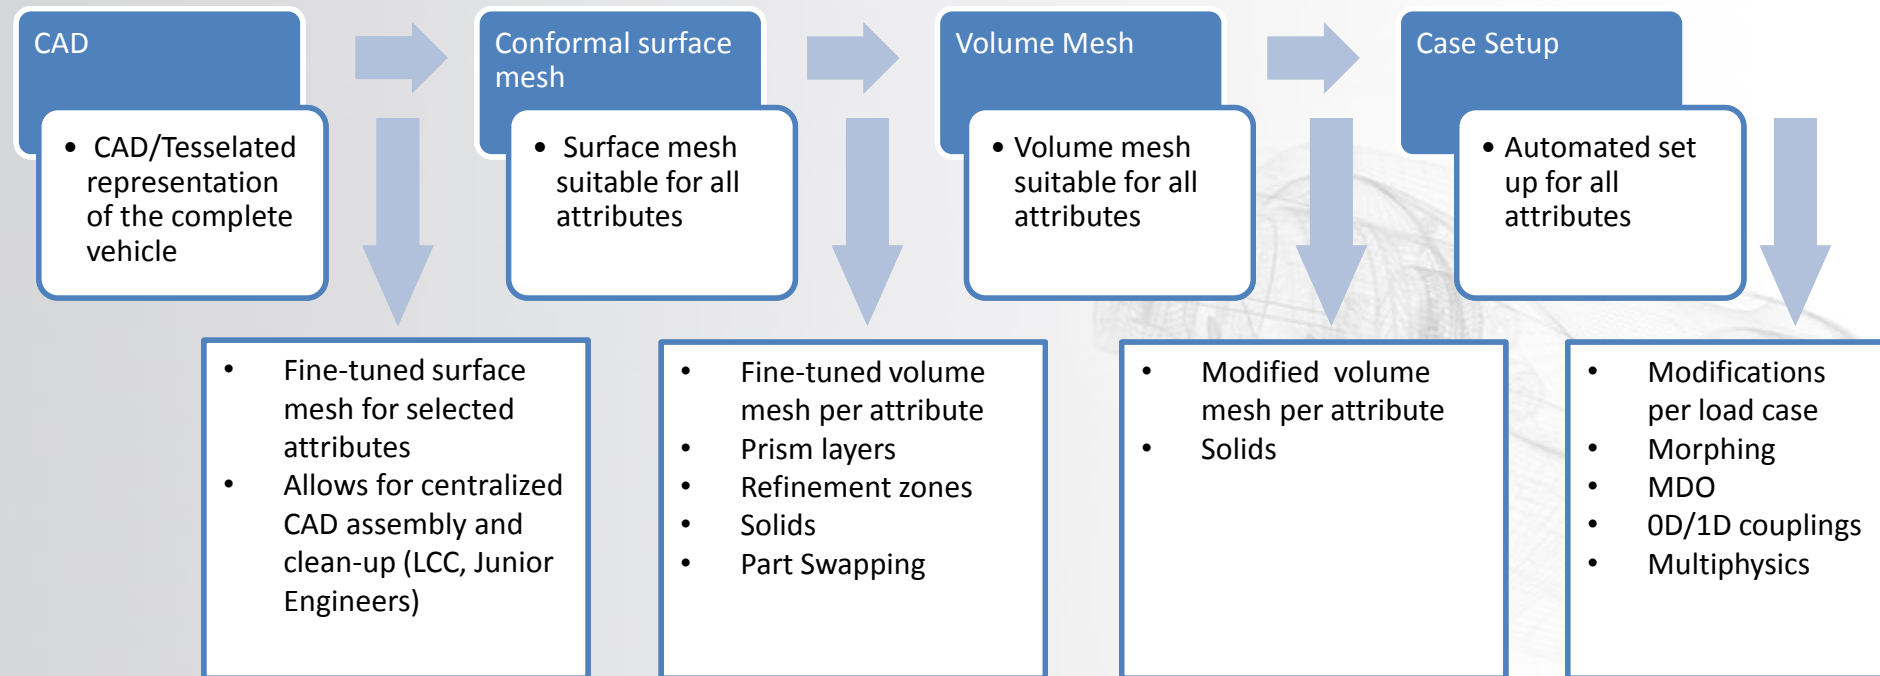 CAD
• CAD/Tesselated
representation
of the complete
vehicle
Conformal surface
mesh
• Surface mesh
suitable for all
attributes
Volume Mesh
• Volume mesh
suitable for all
attributes
Case Setup
• Automated set
up for all
attributes
• Fine-tuned surface
mesh for selected
attributes
• Allows for centralized
CAD assembly and
clean-up (LCC, Junior
Engineers)
• Fine-tuned volume
mesh per attribute
• Prism layers
• Refinement zones
• Solids
• Part Swapping
• Modified volume
mesh per attribute
• Solids
• Modifications
per load case
• Morphing
• MDO
• 0D/1D couplings
• Multiphysics